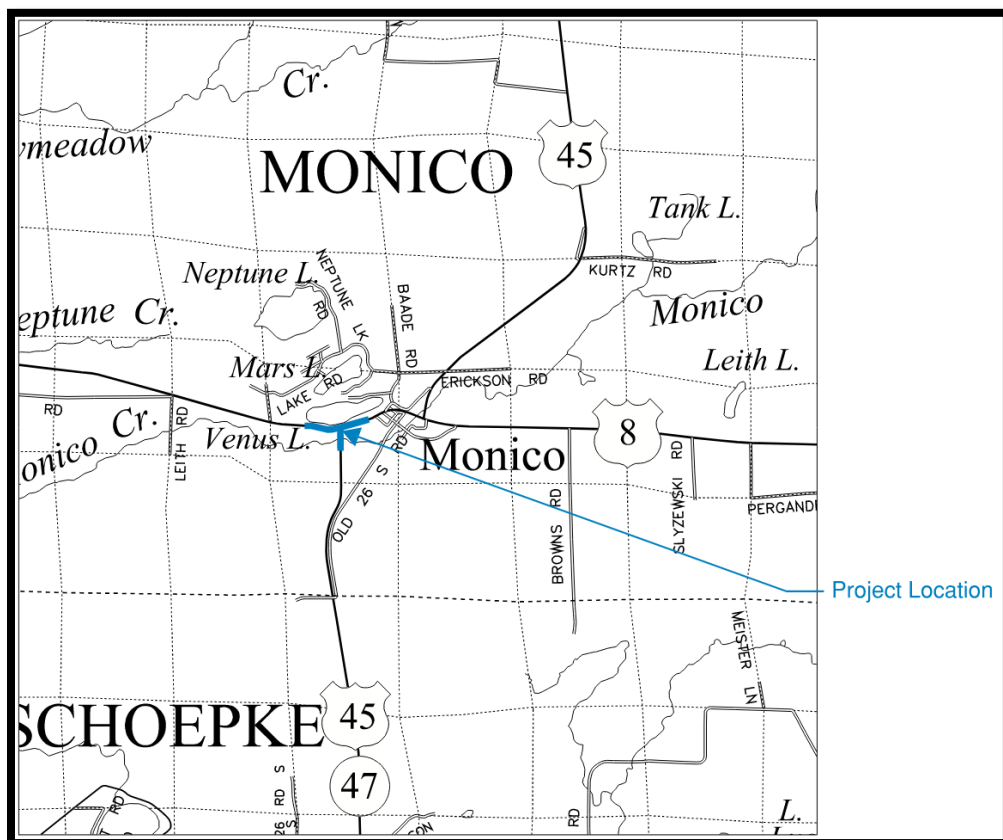 Cr.
ymeadow
MONICO
45
Tank L.
KURTZ RD
Neptune L.
NEPTUNE LK RD
BAADE RD
Monico
eptune Cr.
Mars L.
LAKE RD
ERICKSON RD
Leith L.
RD
Cr.
onico
LEITH RD
Venus L.
8
Monico
OLD 26 S RD
BROWNS RD
SLYZEWSKI RD
PERGANDE
Project Location
MEISTER LN
SCHOEPKE
45
47
26 RD S
S
RD
RD
SON
L.